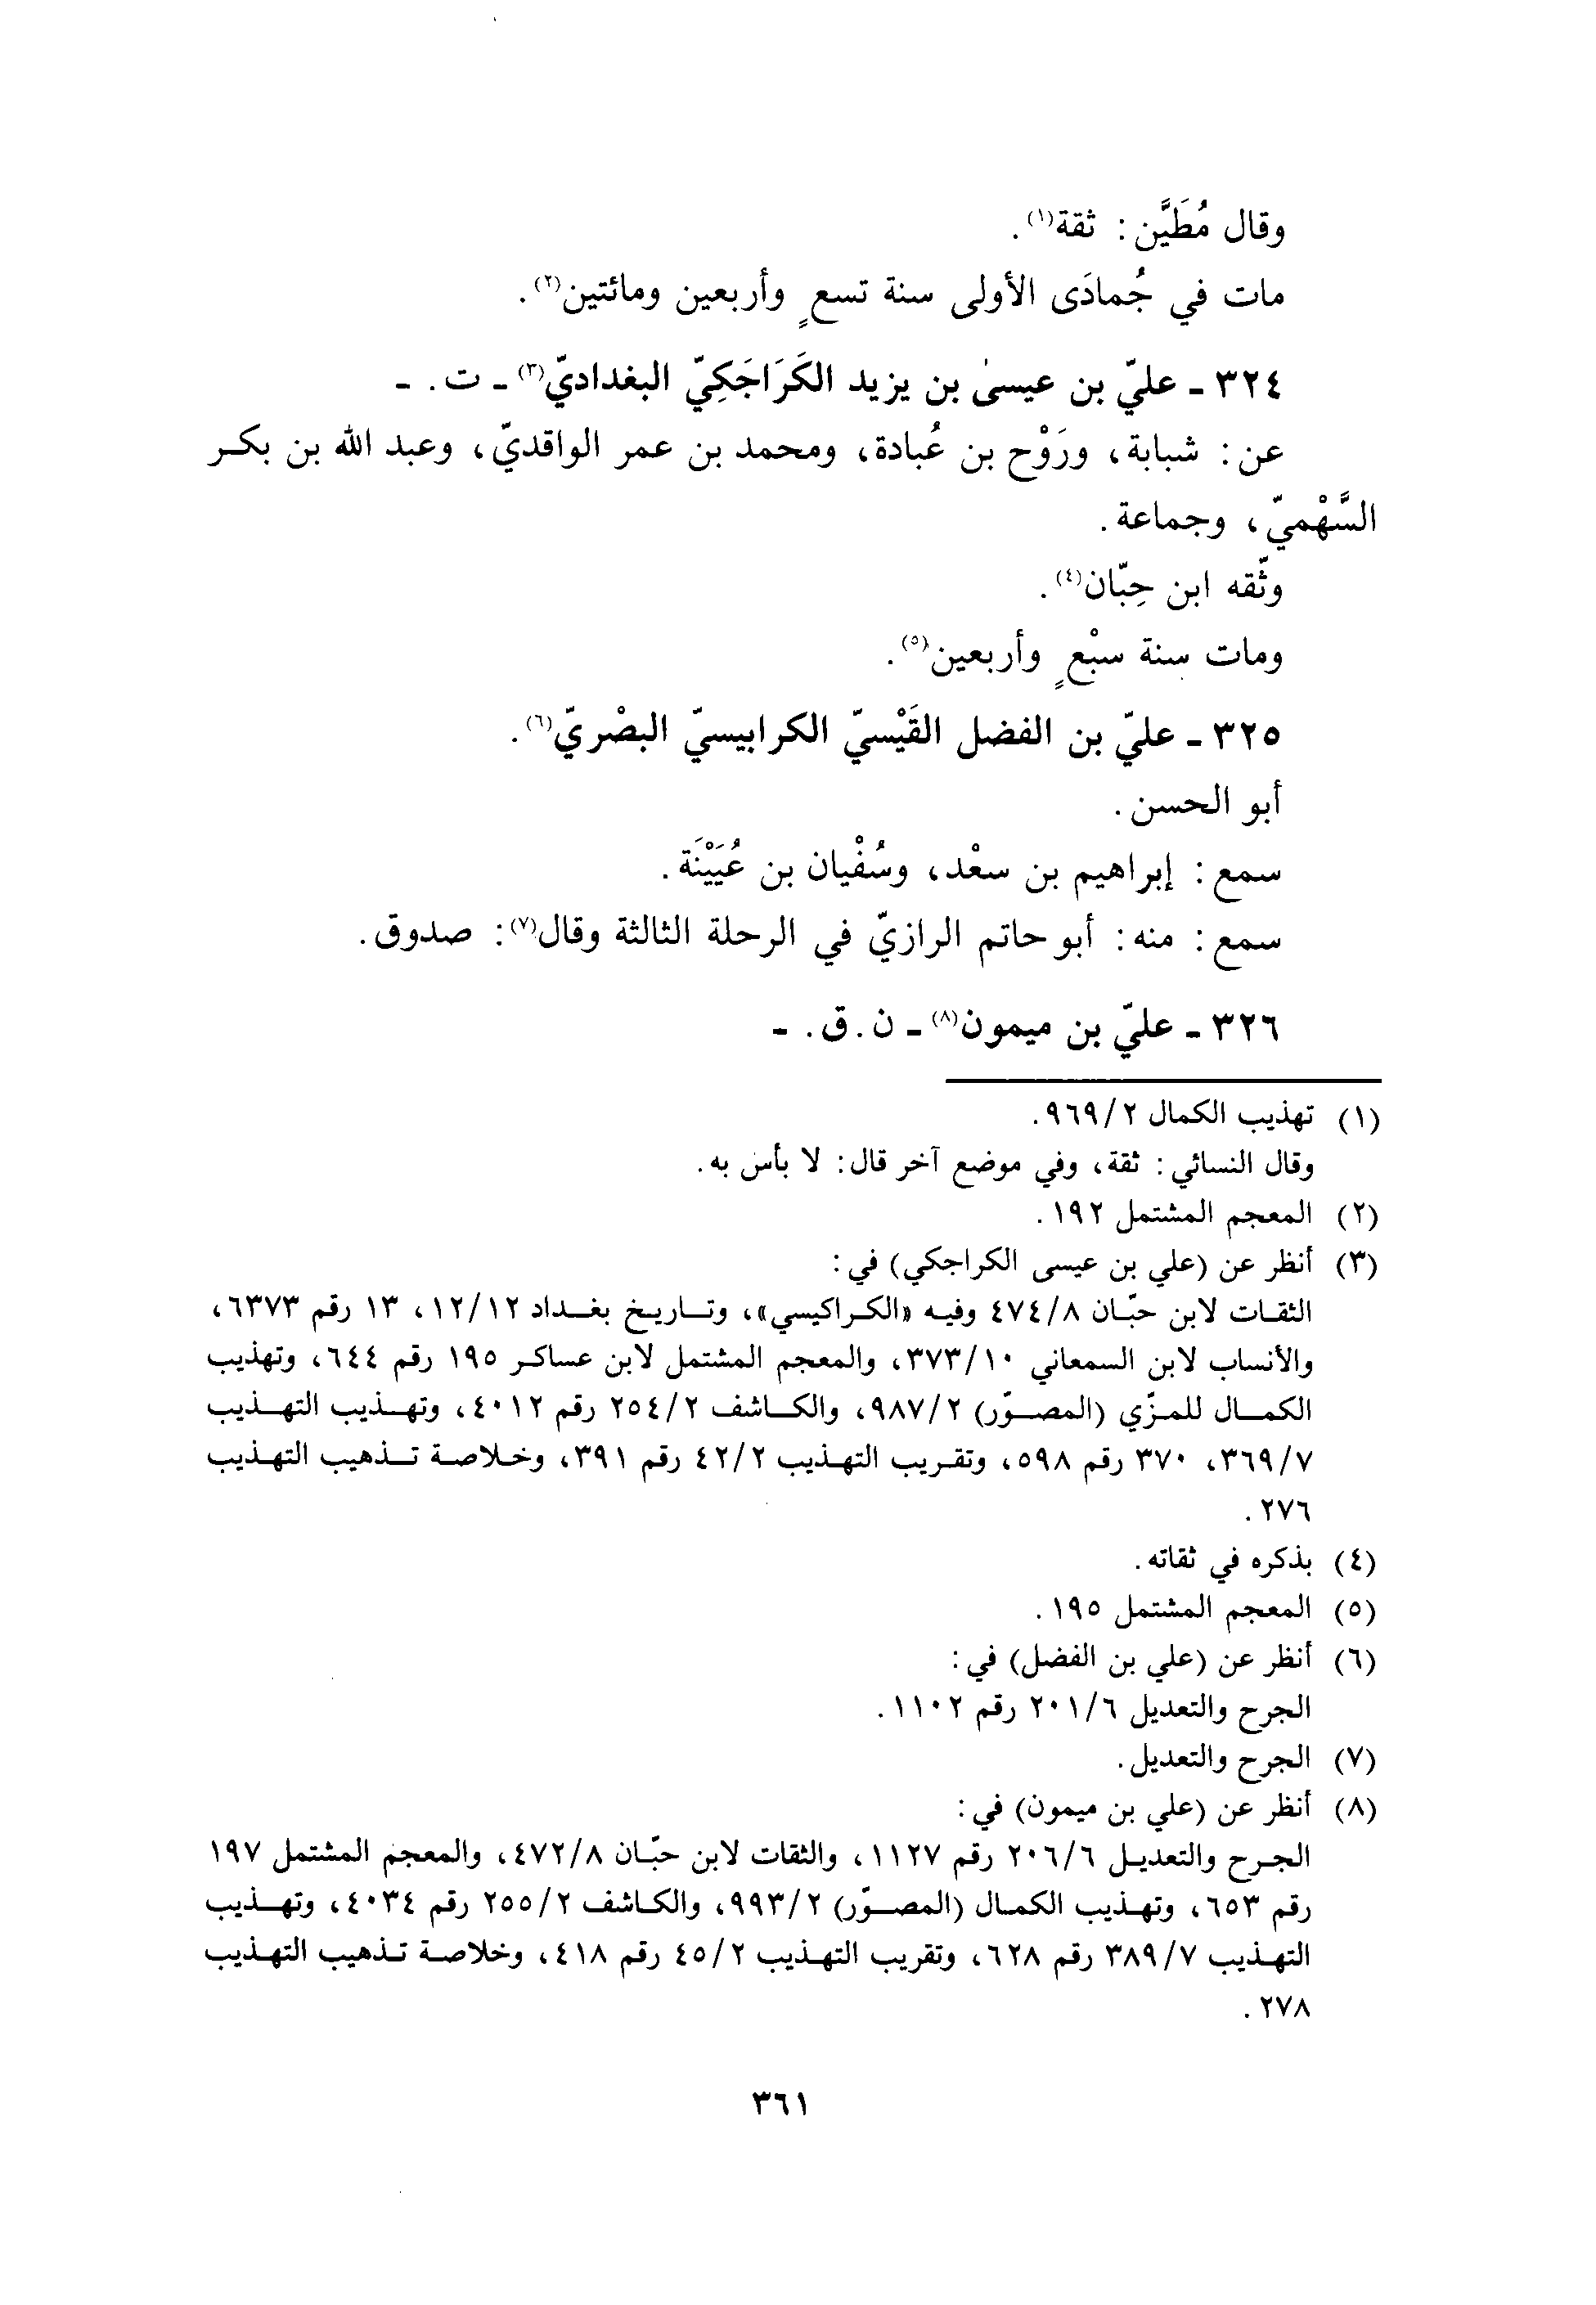 وقال مُطَيَّن: ثقة(١).
مات في جُمادَى الأولى سنة تسعٍ وأربعين ومائتين(٢).
٣٢٤ ـ عليّ بن عيسىٰ بن يزيد الكَرَاجَكِيّ البغداديّ(٣) ـ ت. ـ
عن: شبابة، ورَوْح بن عُبادة، ومحمد بن عمر الواقديّ، وعبد الله بن بكر
السَّهْميّ، وجماعة.
وثّقه ابن حِبّان(٤).
ومات سنة سبْعٍ وأربعين(٥).
٣٢٥ ـ عليّ بن الفضل القَيْسيّ الكرابيسيّ البصْريّ(٦).
أبو الحسن.
سمع: إبراهيم بن سعْد، وسُفْيان بن عُيَيْنَة.
سمع: منه: أبو حاتم الرازيّ في الرحلة الثالثة وقال(٧): صدوق.
٣٢٦ ـ عليّ بن ميمون(٨) ـ ن. ق. ـ
(١) تهذيب الكمال ٩٦٩/٢.
وقال النسائي: ثقة، وفي موضع آخر قال: لا بأس به.
(٢) المعجم المشتمل ١٩٢.
(٣) أنظر عن (علي بن عيسى الكراجكي) في:
الثقات لابن حبّان ٤٧٤/٨ وفيه «الكراكيسي»، وتاريخ بغداد ١٢/١٢، ١٣ رقم ٦٣٧٣،
والأنساب لابن السمعاني ٣٧٣/١٠، والمعجم المشتمل لابن عساكر ١٩٥ رقم ٦٤٤، وتهذيب
الكمال للمزّي (المصوّر) ٩٨٧/٢، والكاشف ٢٥٤/٢ رقم ٤٠١٢، وتهذيب التهذيب
٣٦٩/٧، ٣٧٠ رقم ٥٩٨، وتقريب التهذيب ٤٢/٢ رقم ٣٩١، وخلاصة تذهيب التهذيب
٢٧٦.
(٤) بذكره في ثقاته.
(٥) المعجم المشتمل ١٩٥.
(٦) أنظر عن (علي بن الفضل) في:
الجرح والتعديل ٢٠١/٦ رقم ١١٠٢.
(٧) الجرح والتعديل.
(٨) أنظر عن (علي بن ميمون) في:
الجرح والتعديل ٢٠٦/٦ رقم ١١٢٧، والثقات لابن حبّان ٤٧٢/٨، والمعجم المشتمل ١٩٧
رقم ٦٥٣، وتهذيب الكمال (المصوّر) ٩٩٣/٢، والكاشف ٢٥٥/٢ رقم ٤٠٣٤، وتهذيب
التهذيب ٣٨٩/٧ رقم ٦٢٨، وتقريب التهذيب ٤٥/٢ رقم ٤١٨، وخلاصة تذهيب التهذيب
٢٧٨.
٣٦١